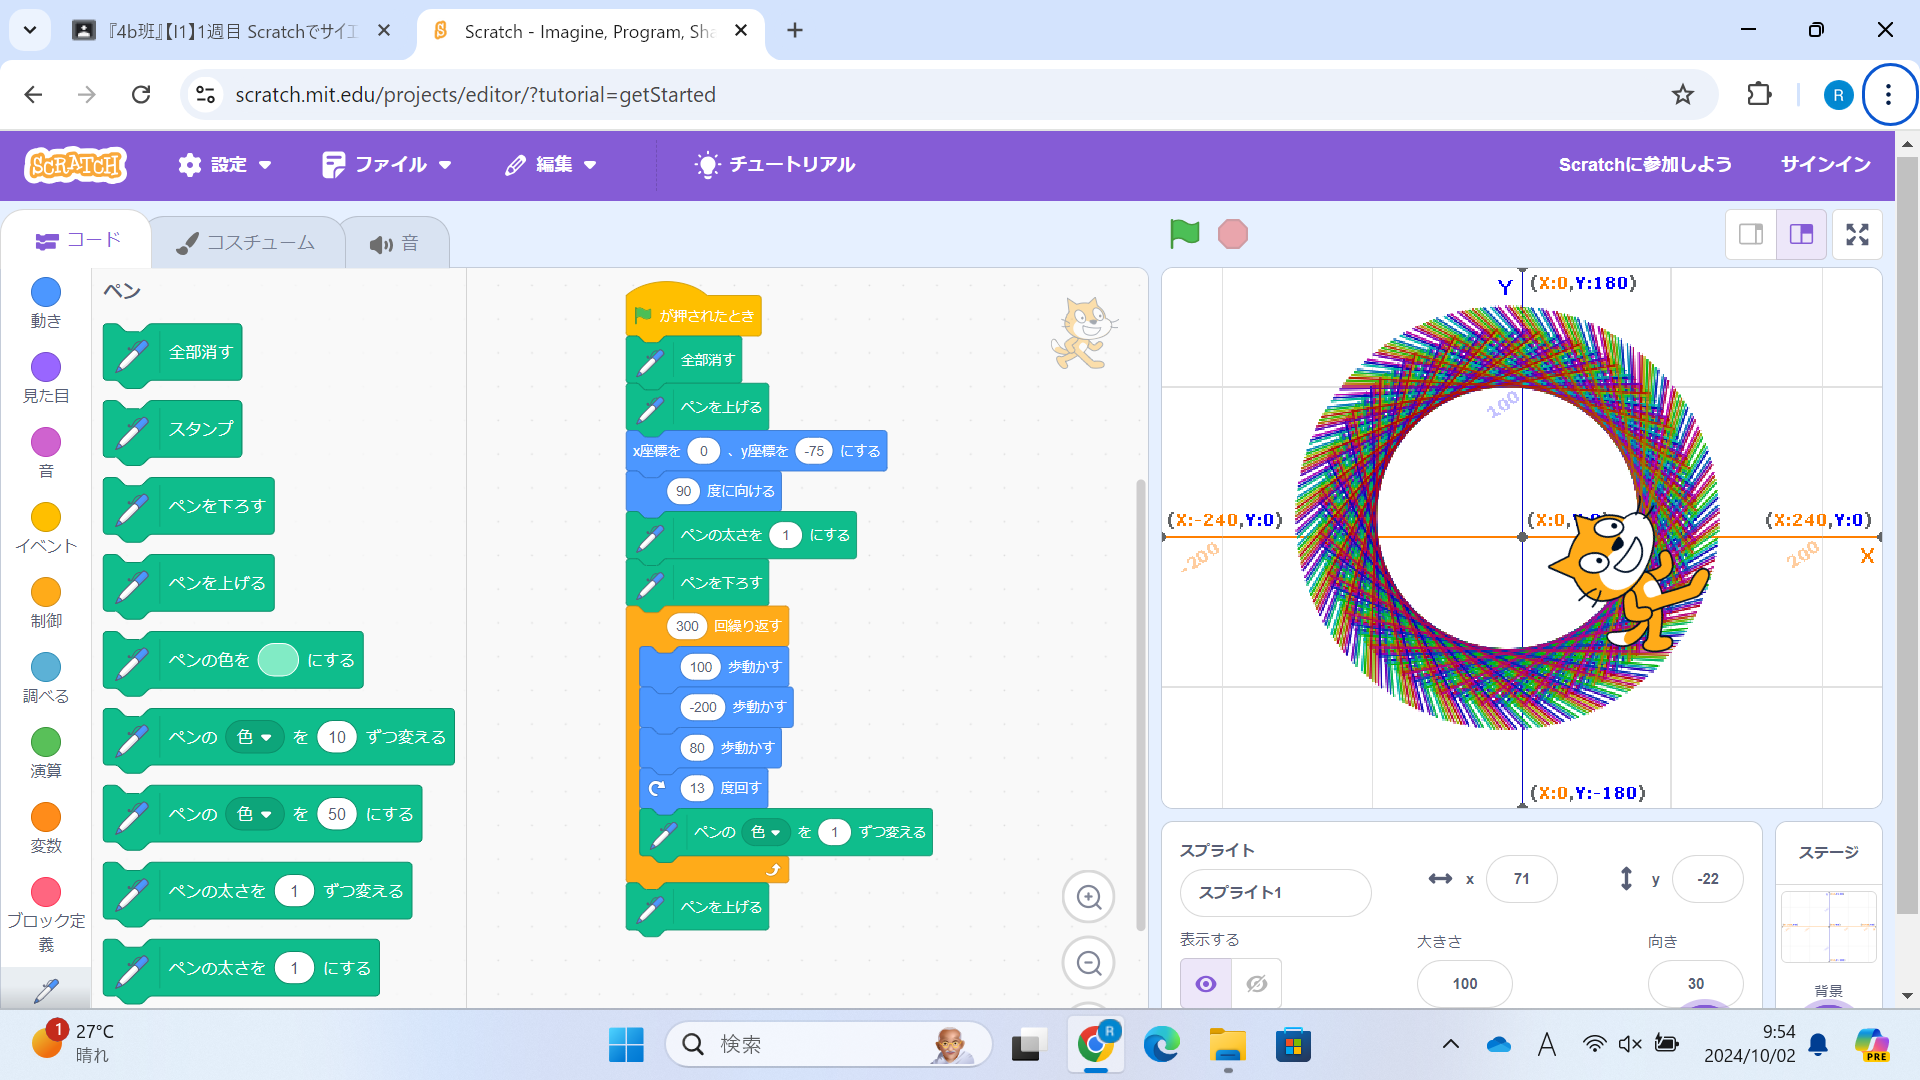 『4b班』【I1】1週目 Scratchでサイエ
Scratch - Imagine, Program, Sha
scratch.mit.edu/projects/editor/?tutorial=getStarted
R
SCRATCH
設定
ファイル
編集
チュートリアル
Scratchに参加しよう
サインイン
コード
コスチューム
音
動き
見た目
音
イベント
制御
調べる
演算
変数
ブロック定
義
ペン
全部消す
スタンプ
ペンを下ろす
ペンを上げる
ペンの色を にする
ペンの 色 を 10 ずつ変える
ペンの 色 を 50 にする
ペンの太さを 1 ずつ変える
ペンの太さを 1 にする
が押されたとき
全部消す
ペンを上げる
x座標を 0 、y座標を -75 にする
90 度に向ける
ペンの太さを 1 にする
ペンを下ろす
300 回繰り返す
100 歩動かす
-200 歩動かす
80 歩動かす
13 度回す
ペンの 色 を 1 ずつ変える
ペンを上げる
Y
(X:0,Y:180)
100
(X:-240,Y:0)
(X:0,Y:0)
(X:240,Y:0)
-200
200
X
(X:0,Y:-180)
スプライト
スプライト1
x 71
y -22
表示する
大きさ
100
向き
30
ステージ
背景
1
27°C
晴れ
検索
R
A
9:54
2024/10/02
PRE